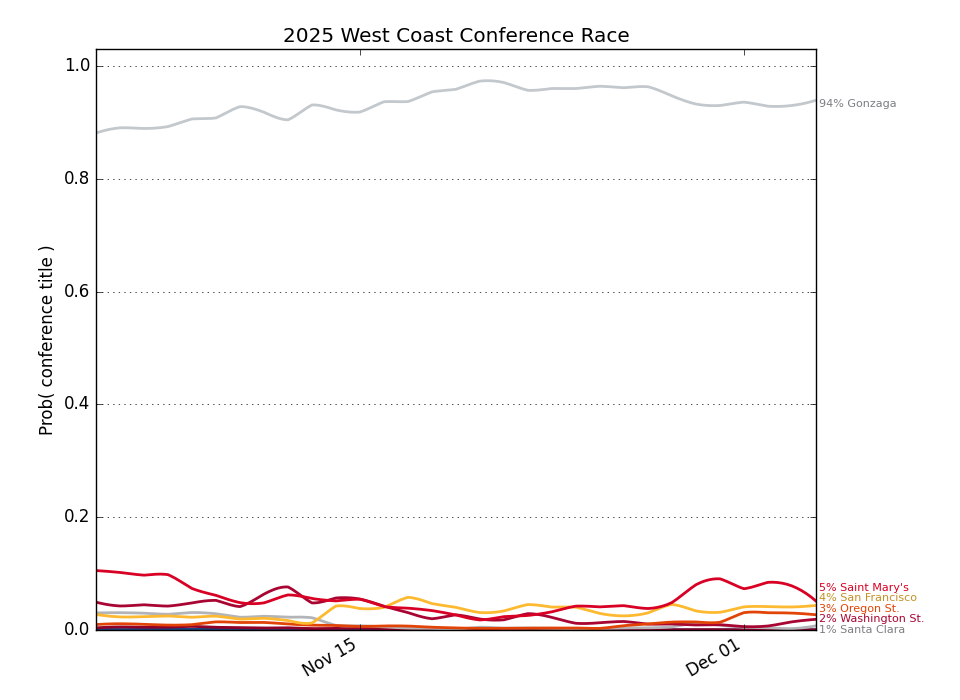 2025 West Coast Conference Race
Prob( conference title )
1.0
0.8
0.6
0.4
0.2
0.0
Nov 15
Dec 01
94% Gonzaga
5% Saint Mary's
4% San Francisco
3% Oregon St.
2% Washington St.
1% Santa Clara